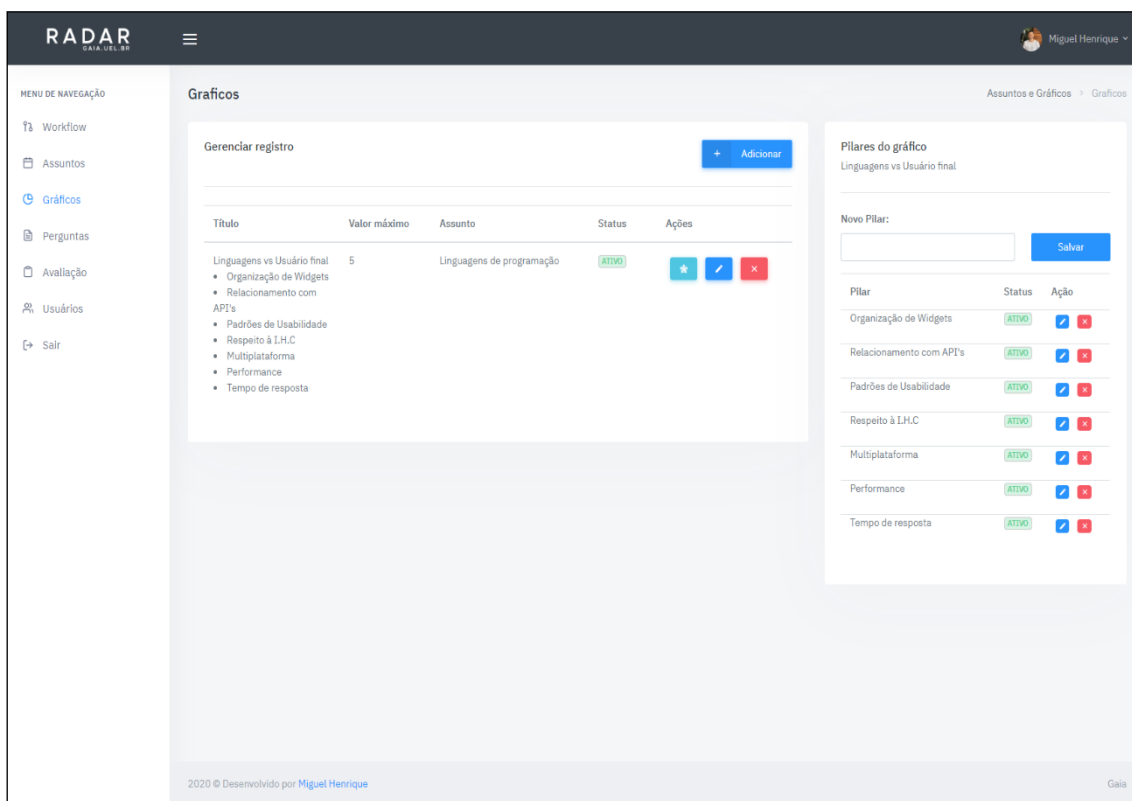 RADAR
GAIA.UEL.BR
Miguel Henrique
MENU DE NAVEGAÇÃO
Workflow
Assuntos
Gráficos
Perguntas
Avaliação
Usuários
Sair
Graficos
Assuntos e Gráficos > Graficos
Gerenciar registro
+ Adicionar
Título Valor máximo Assunto Status Ações
Linguagens vs Usuário final 5 Linguagens de programação ATIVO
• Organização de Widgets
• Relacionamento com
API's
• Padrões de Usabilidade
• Respeito à I.H.C
• Multiplataforma
• Performance
• Tempo de resposta
Pilares do gráfico
Linguagens vs Usuário final
Novo Pilar:
Salvar
Pilar Status Ação
Organização de Widgets ATIVO
Relacionamento com API's ATIVO
Padrões de Usabilidade ATIVO
Respeito à I.H.C ATIVO
Multiplataforma ATIVO
Performance ATIVO
Tempo de resposta ATIVO
2020 © Desenvolvido por Miguel Henrique
Gaia